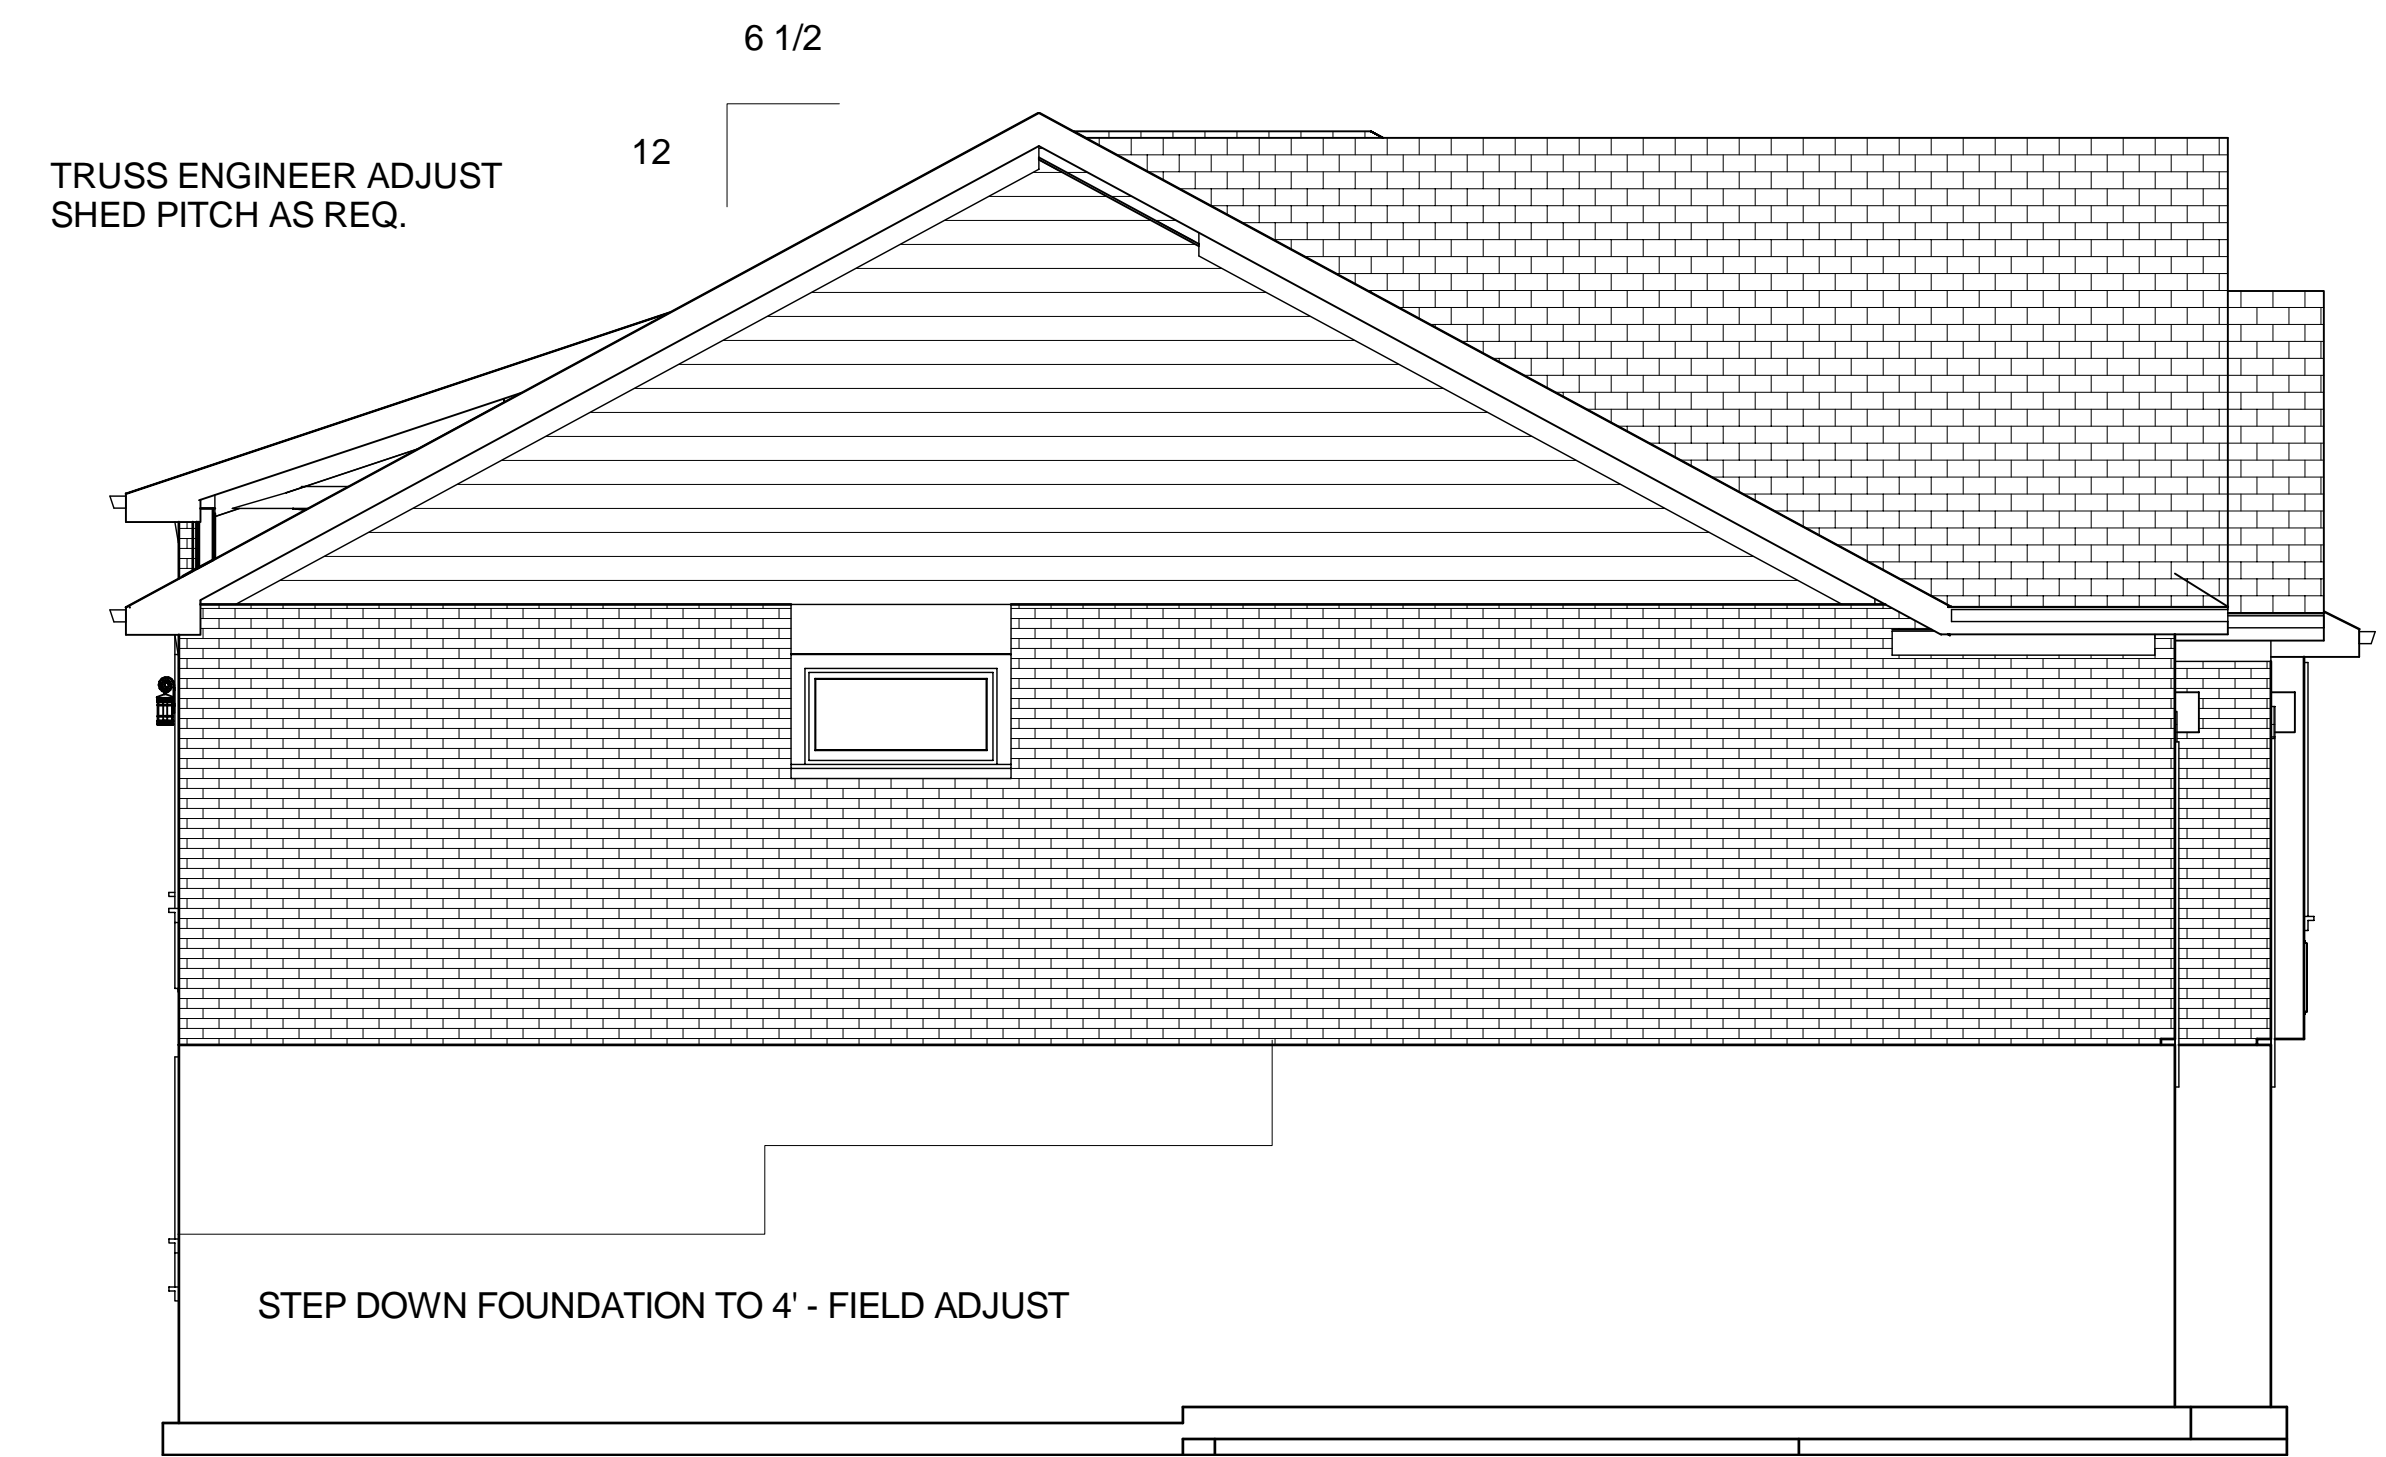 6 1/2
12
TRUSS ENGINEER ADJUST
SHED PITCH AS REQ.
STEP DOWN FOUNDATION TO 4' - FIELD ADJUST